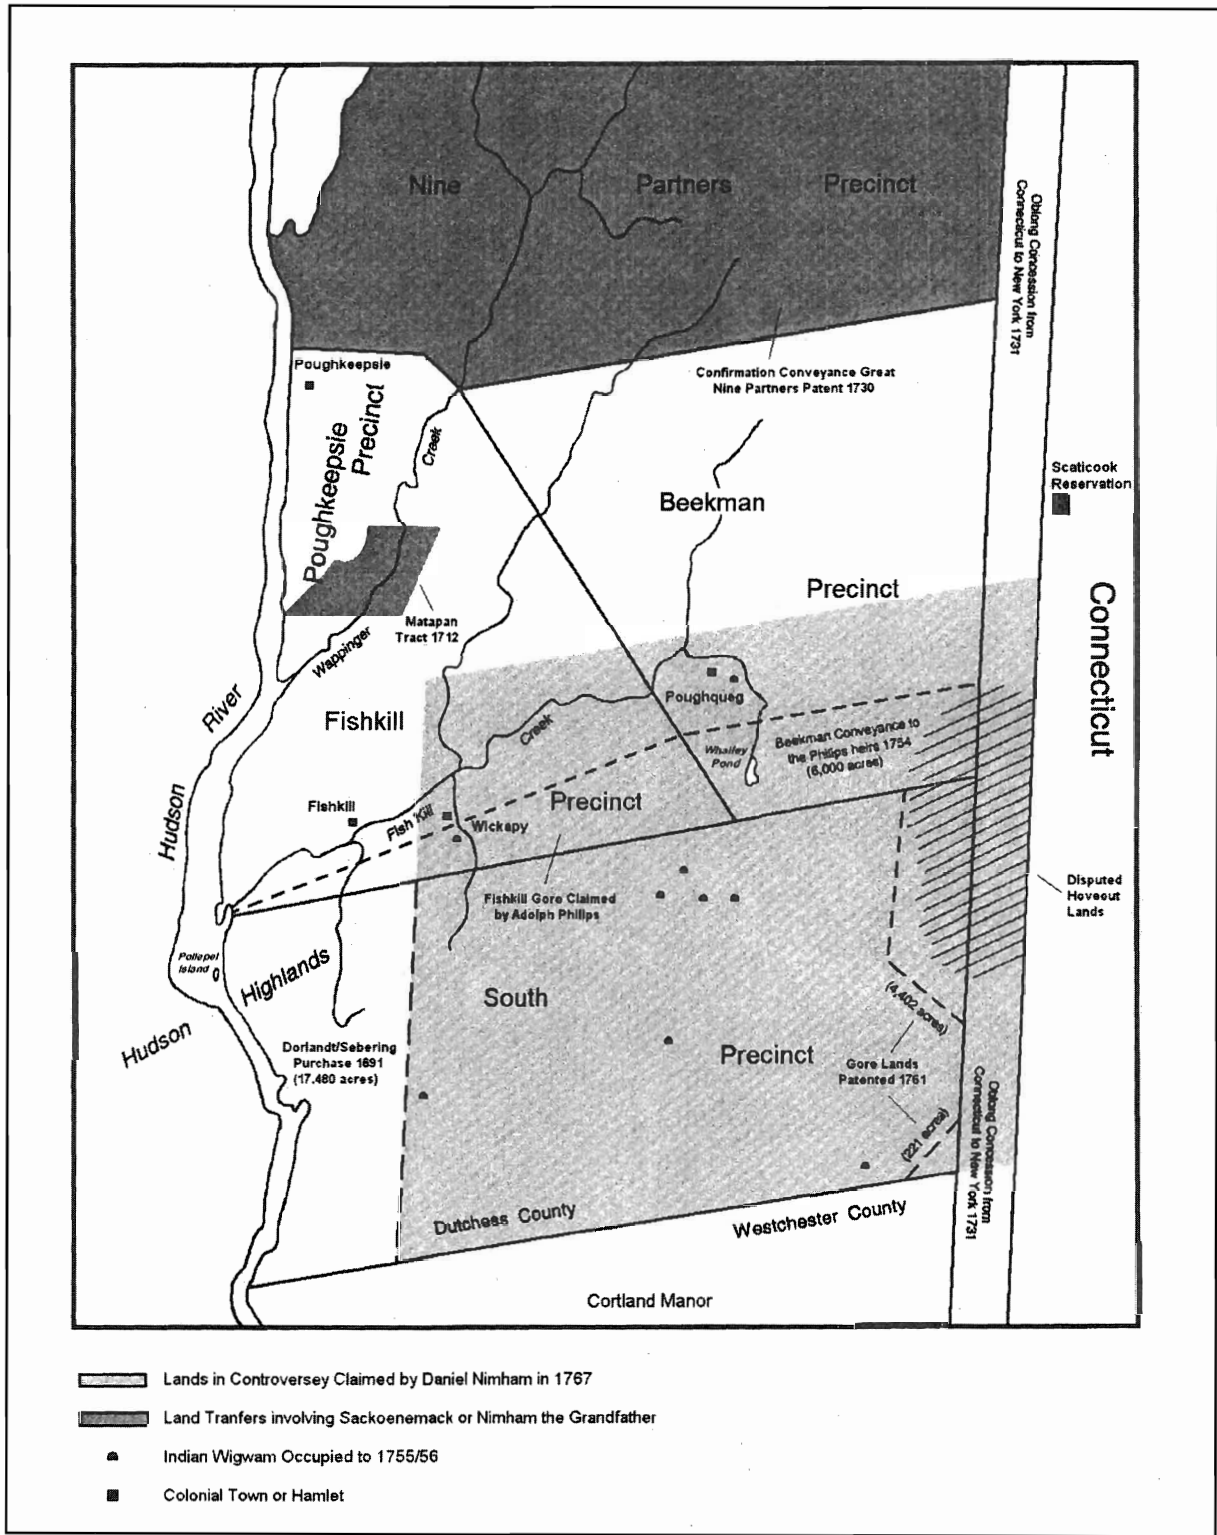 Nine Partners Precinct
Oblong Concession from
Connecticut to New York 1731
Poughkeepsie
Confirmation Conveyance Great
Nine Partners Patent 1730
Poughkeepsie
Precinct
Creek
Beekman
Scaticook
Reservation
Precinct
Connecticut
Matapan
Tract 1712
Wappinger
River
Fishkill
Poughqueg
Creek
Whalley
Pond
Beekman Conveyance to
the Philips heirs 1754
(6,000 acres)
Hudson
Fishkill
Fish Kill
Precinct
Wickapy
Fishkill Gore Claimed
by Adolph Philips
Disputed
Hoveout
Lands
Pollepel
Island
Highlands
South
(4,402 acres)
Hudson
Dorlandt/Sebering
Purchase 1691
(17.480 acres)
Precinct
Gore Lands
Patented 1761
(221 acres)
Oblong Concession from
Connecticut to New York 1731
Dutchess County
Westchester County
Cortland Manor
Lands in Controversey Claimed by Daniel Nimham in 1767
Land Tranfers involving Sackoenemack or Nimham the Grandfather
Indian Wigwam Occupied to 1755/56
Colonial Town or Hamlet